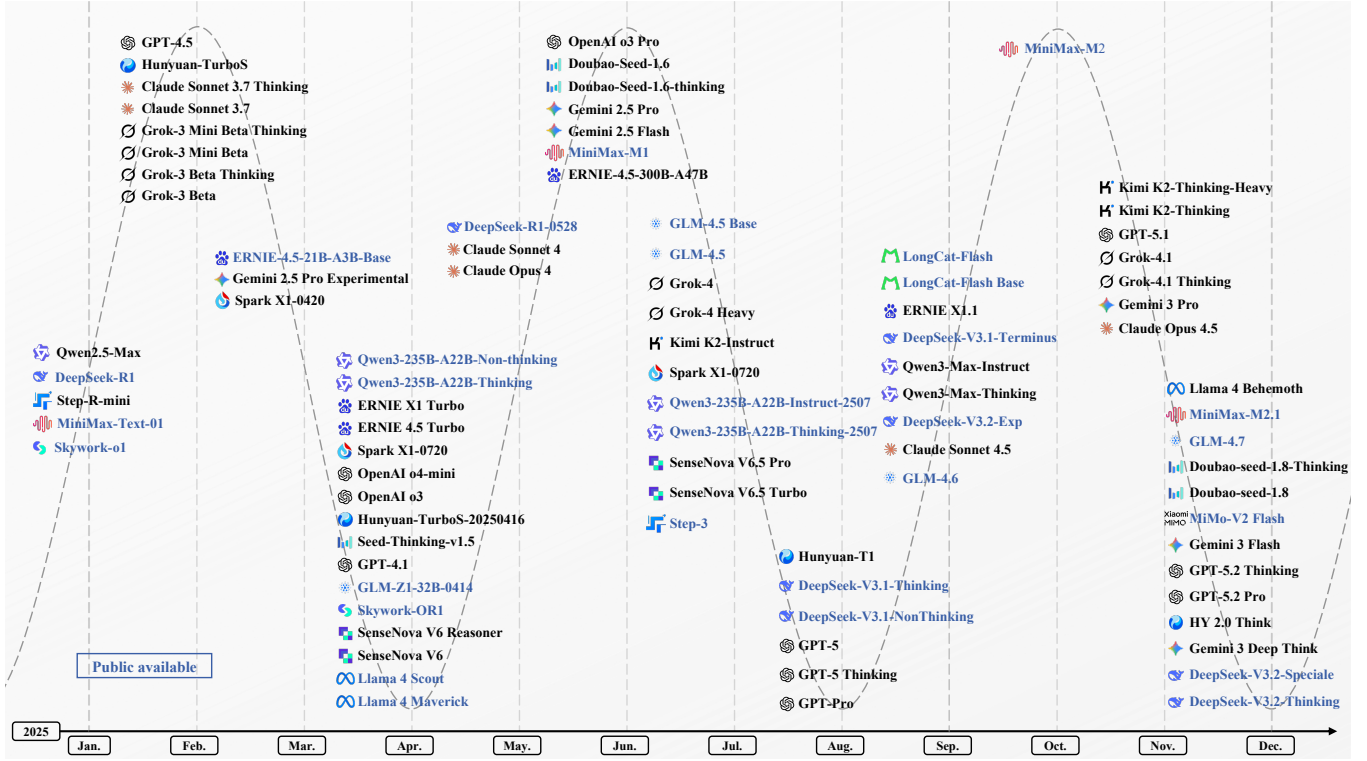 GPT-4.5
Hunyuan-TurboS
Claude Sonnet 3.7 Thinking
Claude Sonnet 3.7
Grok-3 Mini Beta Thinking
Grok-3 Mini Beta
Grok-3 Beta Thinking
Grok-3 Beta
ERNIE-4.5-21B-A3B-Base
Gemini 2.5 Pro Experimental
Spark X1-0420
Qwen2.5-Max
DeepSeek-R1
Step-R-mini
MiniMax-Text-01
Skywork-o1
Qwen3-235B-A22B-Non-thinking
Qwen3-235B-A22B-Thinking
ERNIE X1 Turbo
ERNIE 4.5 Turbo
Spark X1-0720
OpenAI o4-mini
OpenAI o3
Hunyuan-TurboS-20250416
Seed-Thinking-v1.5
GPT-4.1
GLM-Z1-32B-0414
Skywork-OR1
SenseNova V6 Reasoner
SenseNova V6
Llama 4 Scout
Llama 4 Maverick
DeepSeek-R1-0528
Claude Sonnet 4
Claude Opus 4
OpenAI o3 Pro
Doubao-Seed-1.6
Doubao-Seed-1.6-thinking
Gemini 2.5 Pro
Gemini 2.5 Flash
MiniMax-M1
ERNIE-4.5-300B-A47B
GLM-4.5 Base
GLM-4.5
Grok-4
Grok-4 Heavy
Kimi K2-Instruct
Spark X1-0720
Qwen3-235B-A22B-Instruct-2507
Qwen3-235B-A22B-Thinking-2507
SenseNova V6.5 Pro
SenseNova V6.5 Turbo
Step-3
Hunyuan-T1
DeepSeek-V3.1-Thinking
DeepSeek-V3.1-NonThinking
GPT-5
GPT-5 Thinking
GPT-Pro
LongCat-Flash
LongCat-Flash Base
ERNIE X1.1
DeepSeek-V3.1-Terminus
Qwen3-Max-Instruct
Qwen3-Max-Thinking
DeepSeek-V3.2-Exp
Claude Sonnet 4.5
GLM-4.6
MiniMax-M2
Kimi K2-Thinking-Heavy
Kimi K2-Thinking
GPT-5.1
Grok-4.1
Grok-4.1 Thinking
Gemini 3 Pro
Claude Opus 4.5
Llama 4 Behemoth
MiniMax-M2.1
GLM-4.7
Doubao-seed-1.8-Thinking
Doubao-seed-1.8
Xiaomi
MiMO
MiMo-V2 Flash
Gemini 3 Flash
GPT-5.2 Thinking
GPT-5.2 Pro
HY 2.0 Think
Gemini 3 Deep Think
DeepSeek-V3.2-Speciale
DeepSeek-V3.2-Thinking
Public available
2025
Jan.
Feb.
Mar.
Apr.
May.
Jun.
Jul.
Aug.
Sep.
Oct.
Nov.
Dec.